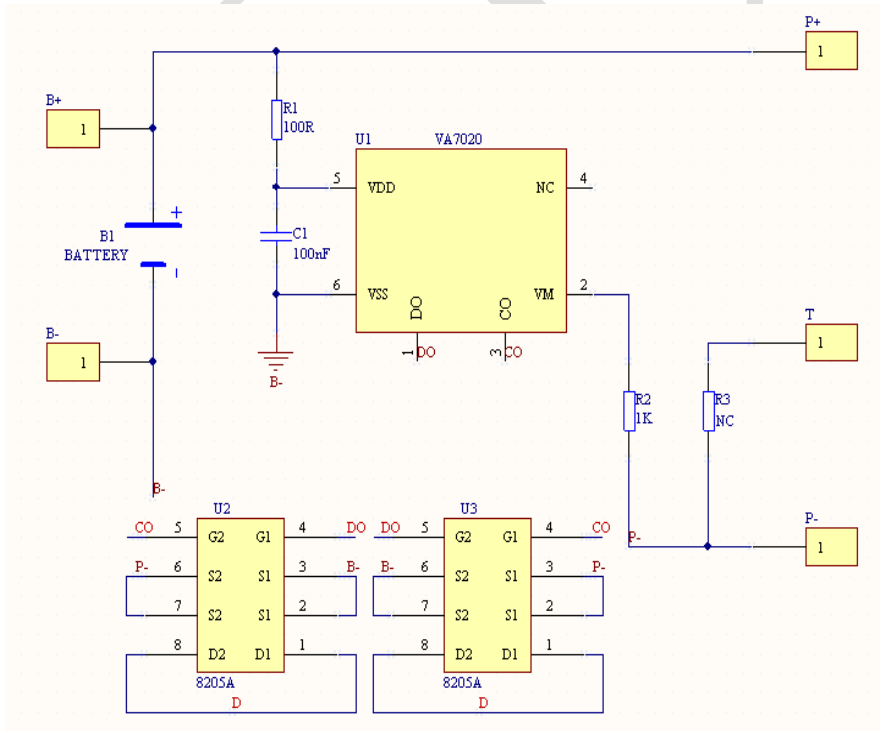 P+
1
B+
1
R1
100R
U1 VA7020
5 VDD NC 4
B1
BATTERY
+
-
C1
100nF
6 VSS DO CO VM 2
1 DO 3 CO
B-
B-
1
T
1
R2
1K
R3
NC
B-
U2
CO 5 G2 G1 4 DO
P- 6 S2 S1 3 B-
7 S2 S1 2
8 D2 D1 1
8205A
D
U3
DO 5 G2 G1 4 CO
B- 6 S2 S1 3 P-
7 S2 S1 2
8 D2 D1 1
8205A
D
P-
P-
1